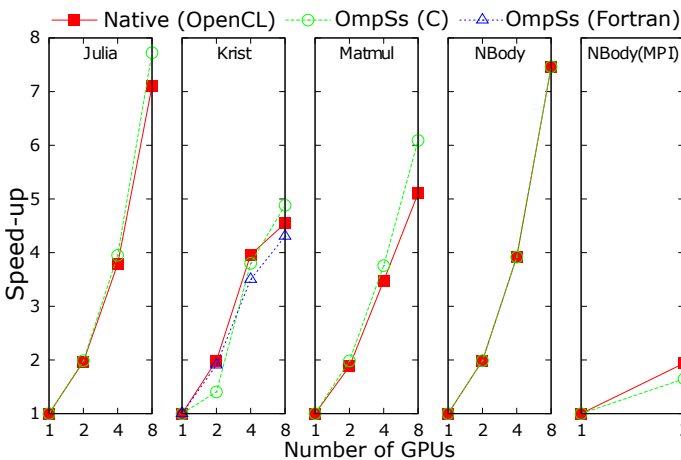 Native (OpenCL) OmpSs (C) OmpSs (Fortran)
Julia Krist Matmul NBody NBody(MPI)
8
7
6
5
4
3
2
1
Speed-up
1 2 4 8 1 2 4 8 1 2 4 8 1 2 4 8 1
Number of GPUs